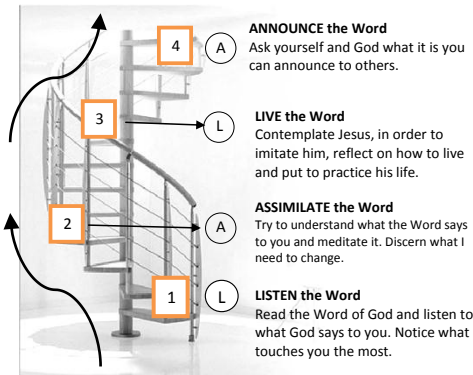 4
A
ANNOUNCE the Word
Ask yourself and God what it is you
can announce to others.
3
L
LIVE the Word
Contemplate Jesus, in order to
imitate him, reflect on how to live
and put to practice his life.
2
A
ASSIMILATE the Word
Try to understand what the Word says
to you and meditate it. Discern what I
need to change.
1
L
LISTEN the Word
Read the Word of God and listen to
what God says to you. Notice what
touches you the most.